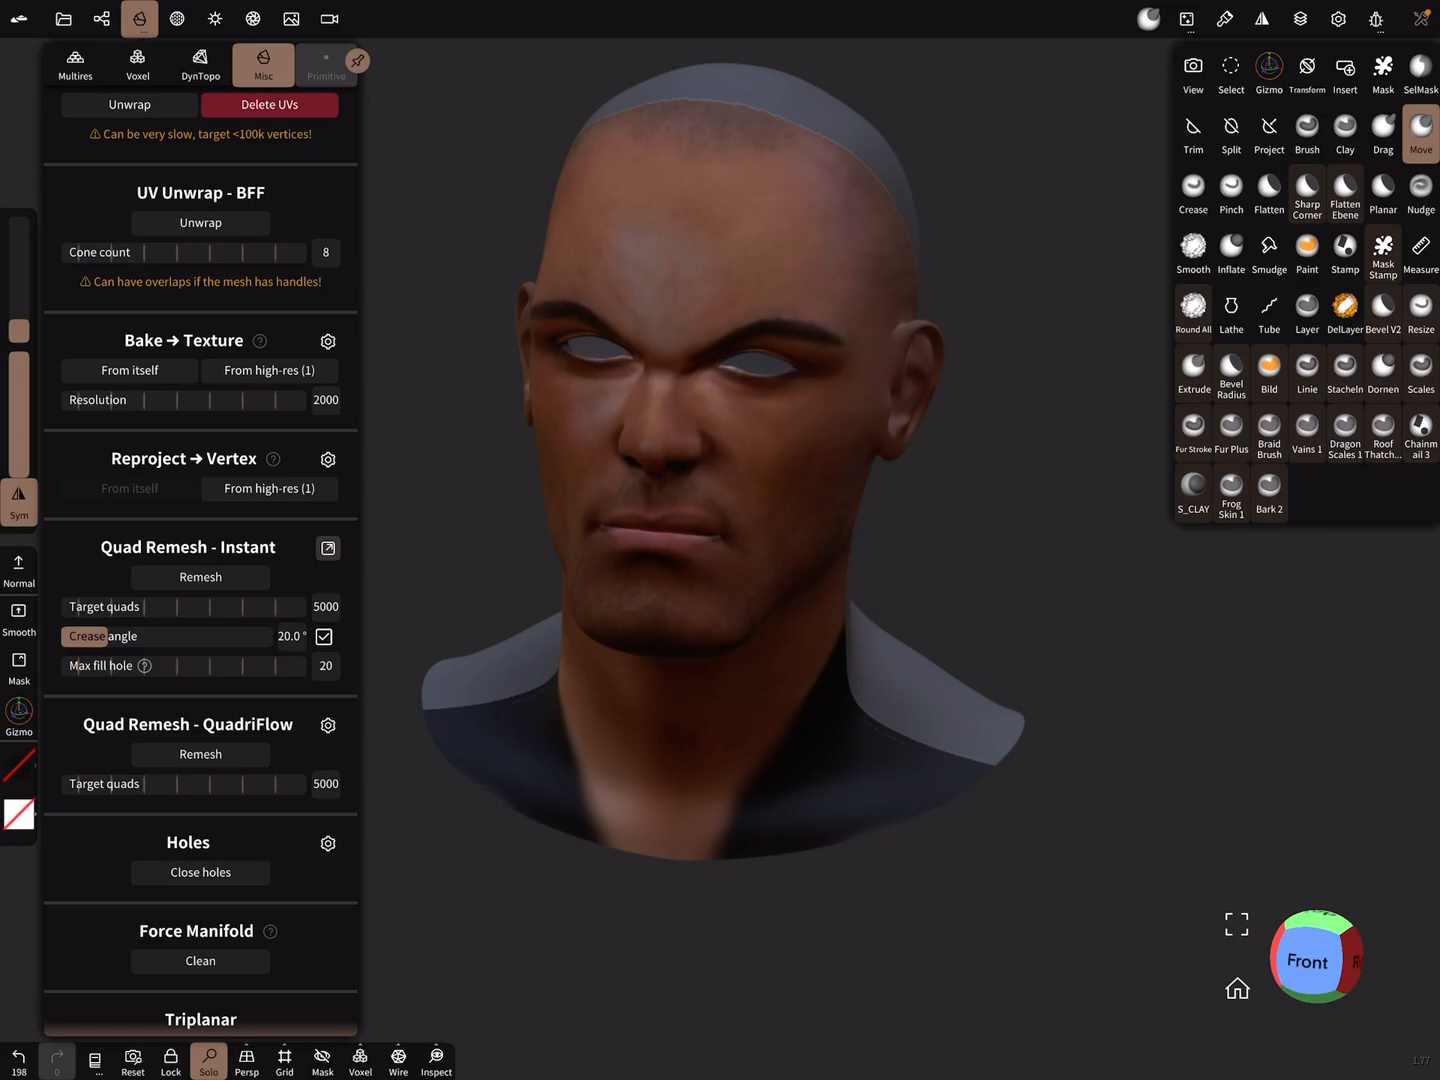 Multires
Voxel
DynTopo
Misc
Primitive
Unwrap
Delete UVs
Can be very slow, target <100k vertices!
UV Unwrap - BFF
Unwrap
Cone count
8
Can have overlaps if the mesh has handles!
Bake → Texture
From itself
From high-res (1)
Resolution
2000
Reproject → Vertex
From itself
From high-res (1)
Quad Remesh - Instant
Remesh
Target quads
5000
Crease angle
20.0 °
Max fill hole
20
Quad Remesh - QuadriFlow
Remesh
Target quads
5000
Holes
Close holes
Force Manifold
Clean
Triplanar
Sym
Normal
Smooth
Mask
Gizmo
View
Select
Gizmo
Transform
Insert
Mask
SelMask
Trim
Split
Project
Brush
Clay
Drag
Move
Crease
Pinch
Flatten
Sharp
Corner
Flatten
Ebene
Planar
Nudge
Smooth
Inflate
Smudge
Paint
Stamp
Mask
Stamp
Measure
Round All
Lathe
Tube
Layer
DelLayer
Bevel V2
Resize
Extrude
Bevel
Radius
Bild
Linie
Stacheln
Dornen
Scales
Fur Stroke
Fur Plus
Braid
Brush
Vains 1
Dragon
Scales 1
Roof
Thatch...
Chainm
ail 3
S_CLAY
Frog
Skin 1
Bark 2
Front
198
0
...
Reset
Lock
Solo
Persp
Grid
Mask
Voxel
Wire
Inspect
1.77